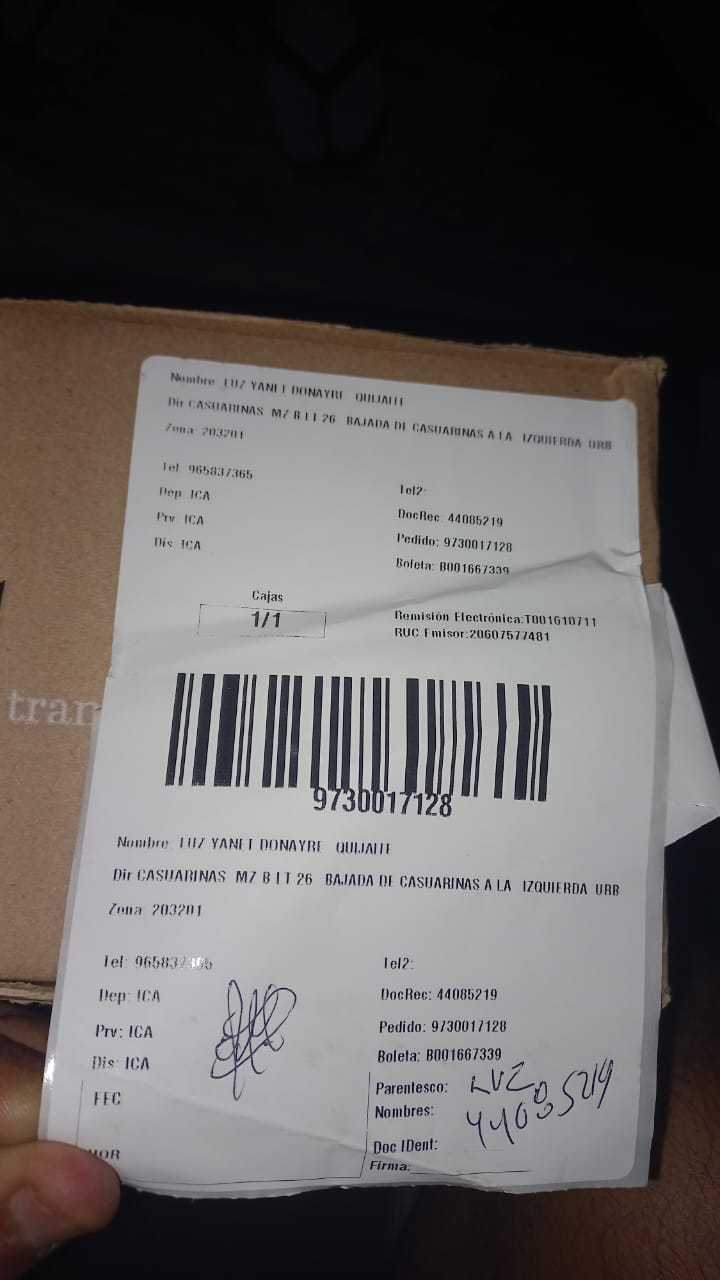 Nombre LUZ YANET DONAYRE QUIJAITE
Dir CASUARINAS MZ B LT 26 BAJADA DE CASUARINAS A LA IZQUIERDA URB
Zona: 203201
Tel: 965837365
Tel2:
Dep: ICA
DocRec: 44085219
Prv: ICA
Pedido: 9730017128
Dis: ICA
Boleta: B001667339
Cajas
1/1
Remisión Electrónica:T001610711
RUC Emisor:20607577481
tran
9730017128
Nombre: LUZ YANET DONAYRE QUIJAITE
Dir CASUARINAS MZ B LT 26 BAJADA DE CASUARINAS A LA IZQUIERDA URB
Zona: 203201
Tel: 965837365
Tel2:
Dep: ICA
DocRec: 44085219
Prv: ICA
Pedido: 9730017128
Dis: ICA
Boleta: B001667339
FEC
Parentesco: LUZ
Nombres: 44085219
HOR
Doc IDent:
Firma: